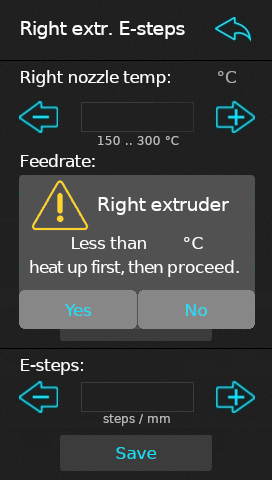 Right extr. E-steps
Right nozzle temp: °C
150 .. 300 °C
Feedrate:
Right extruder
Less than °C
heat up first, then proceed.
Yes No
E-steps:
steps / mm
Save